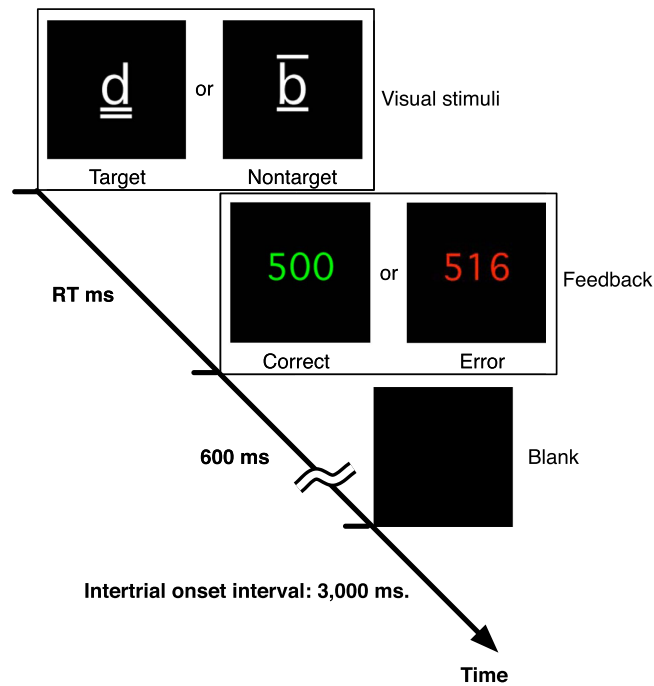 d
or
b
Visual stimuli
Target
Nontarget
500
or
516
RT ms
Feedback
Correct
Error
600 ms
Blank
Intertrial onset interval: 3,000 ms.
Time